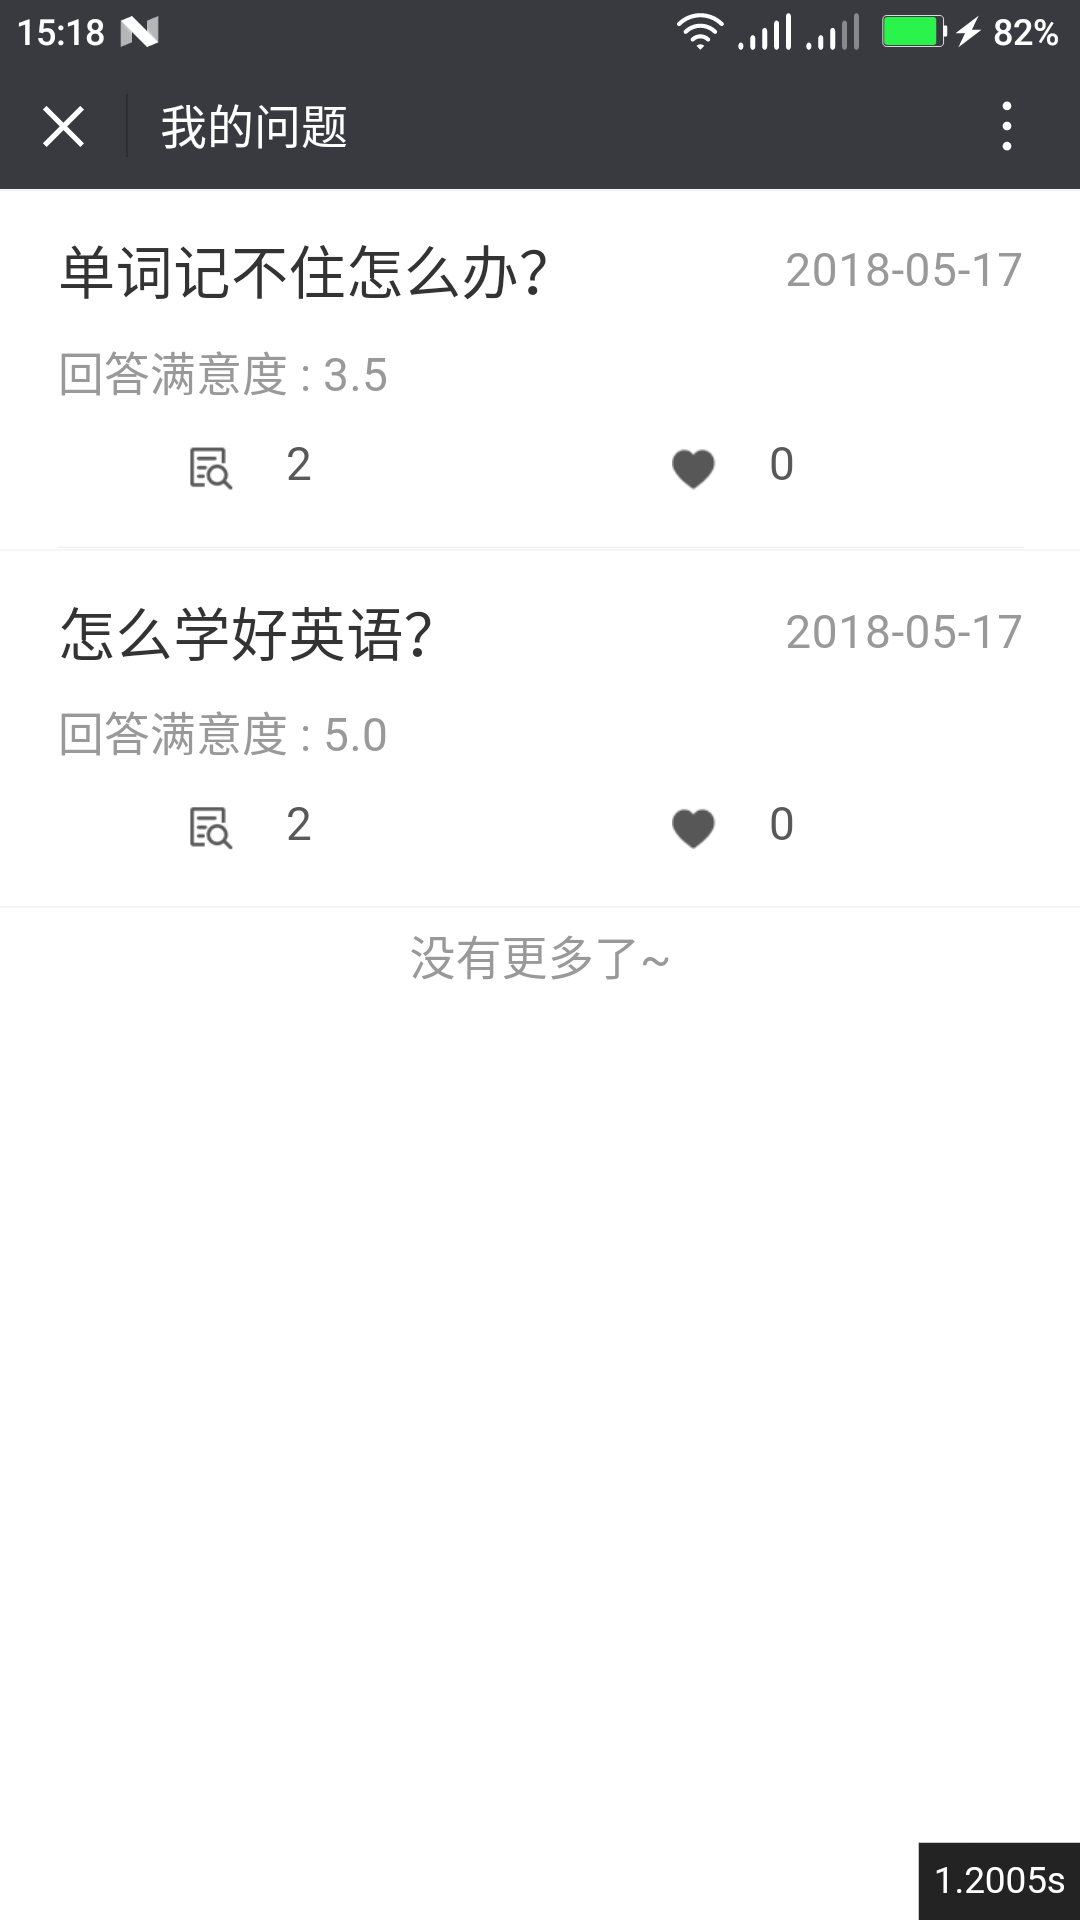 15:18 82%
我的问题
单词记不住怎么办? 2018-05-17
回答满意度 : 3.5
2 0
怎么学好英语? 2018-05-17
回答满意度 : 5.0
2 0
没有更多了~
1.2005s